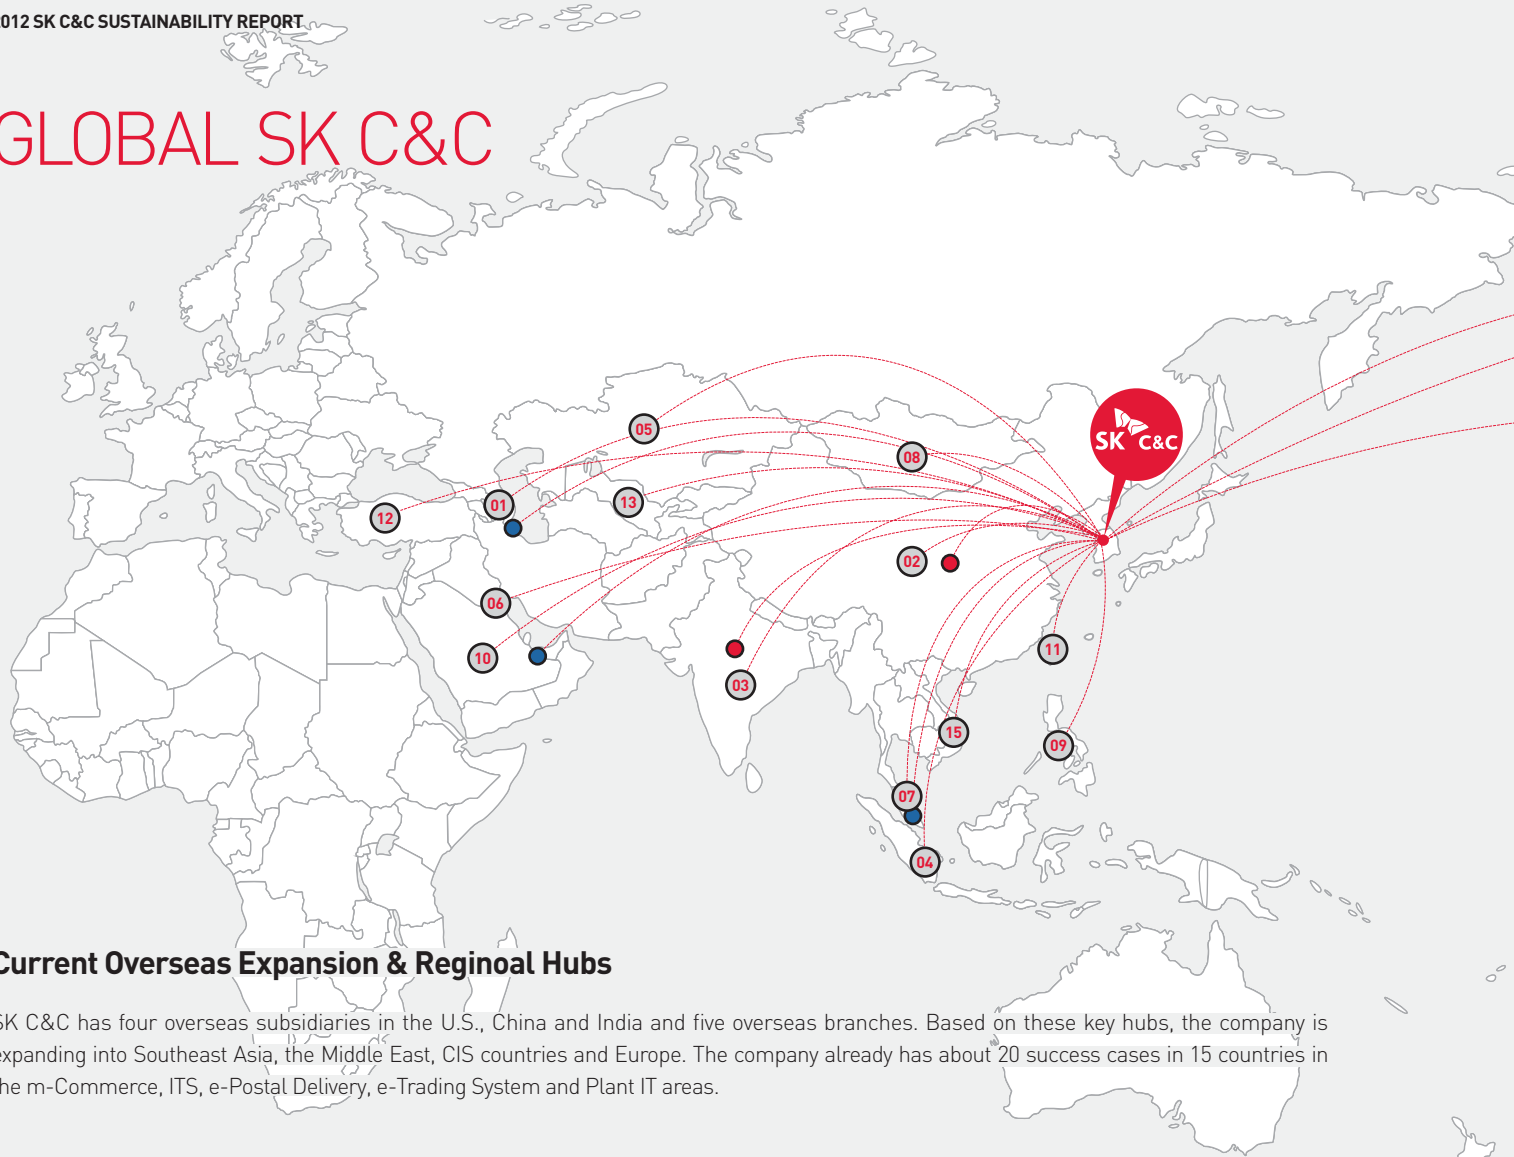 2012 SK C&C SUSTAINABILITY REPORT
GLOBAL SK C&C
SK C&C
05
08
01
13
12
02
06
11
10
03
15
09
07
04
Current Overseas Expansion & Reginoal Hubs
SK C&C has four overseas subsidiaries in the U.S., China and India and five overseas branches. Based on these key hubs, the company is
expanding into Southeast Asia, the Middle East, CIS countries and Europe. The company already has about 20 success cases in 15 countries in
the m-Commerce, ITS, e-Postal Delivery, e-Trading System and Plant IT areas.